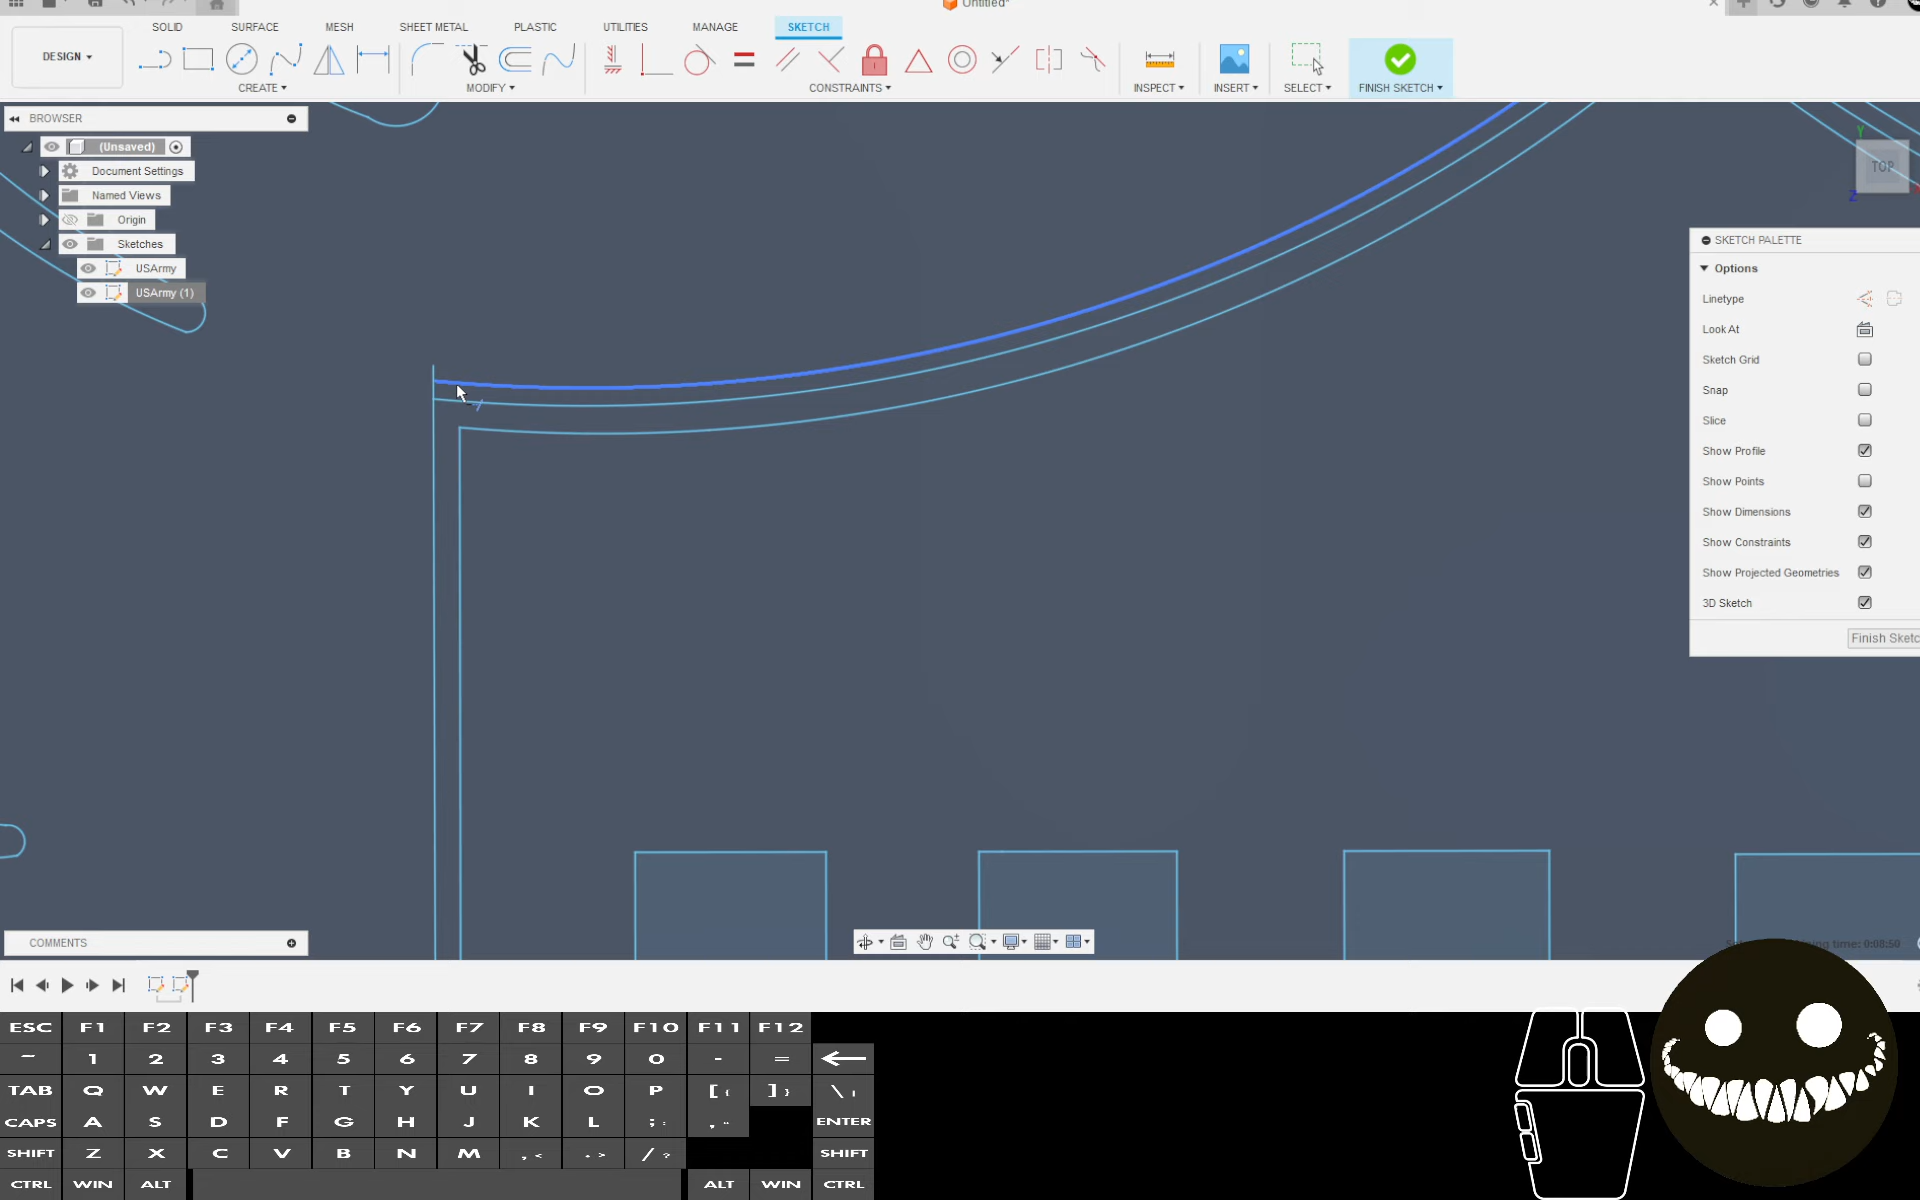 Untitled*
SOLID SURFACE MESH SHEET METAL PLASTIC UTILITIES MANAGE SKETCH
DESIGN
CREATE MODIFY CONSTRAINTS INSPECT INSERT SELECT FINISH SKETCH
BROWSER
(Unsaved)
Document Settings
Named Views
Origin
Sketches
USArmy
USArmy (1)
Y
TOP
Z
SKETCH PALETTE
Options
Linetype
Look At
Sketch Grid
Snap
Slice
Show Profile
Show Points
Show Dimensions
Show Constraints
Show Projected Geometries
3D Sketch
Finish Sketc
COMMENTS
time: 0:08:50
ESC F1 F2 F3 F4 F5 F6 F7 F8 F9 F10 F11 F12
~ 1 2 3 4 5 6 7 8 9 0 - =
TAB Q W E R T Y U I O P [{ ]} \|
CAPS A S D F G H J K L ;: ," ENTER
SHIFT Z X C V B N M ,< .> /? SHIFT
CTRL WIN ALT ALT WIN CTRL